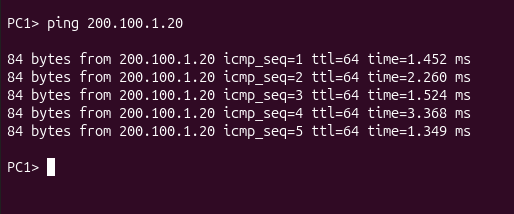 PC1> ping 200.100.1.20
84 bytes from 200.100.1.20 icmp_seq=1 ttl=64 time=1.452 ms
84 bytes from 200.100.1.20 icmp_seq=2 ttl=64 time=2.260 ms
84 bytes from 200.100.1.20 icmp_seq=3 ttl=64 time=1.524 ms
84 bytes from 200.100.1.20 icmp_seq=4 ttl=64 time=3.368 ms
84 bytes from 200.100.1.20 icmp_seq=5 ttl=64 time=1.349 ms
PC1>